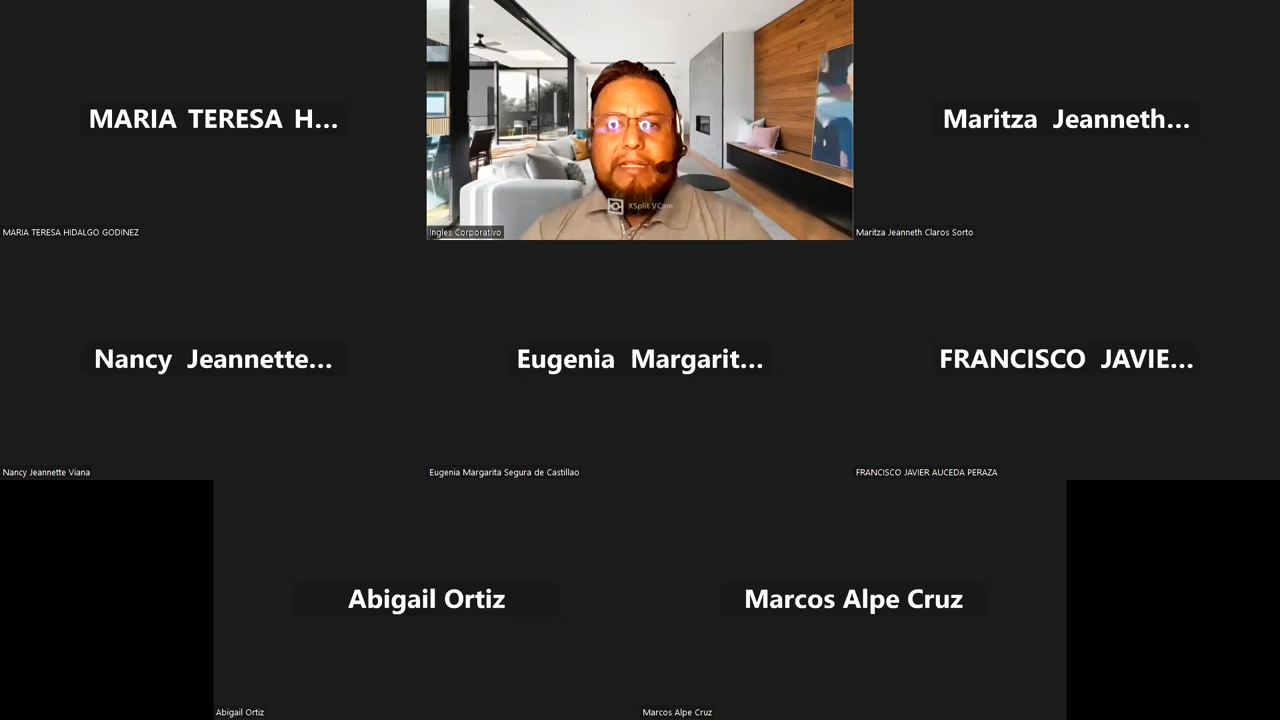 MARIA TERESA H...
Maritza Jeanneth...
XSplit VCam
MARIA TERESA HIDALGO GODINEZ
Ingles Corporativo
Maritza Jeanneth Claros Sorto
Nancy Jeannette...
Eugenia Margarit...
FRANCISCO JAVIE...
Nancy Jeannette Viana
Eugenia Margarita Segura de Castillao
FRANCISCO JAVIER AUCEDA PERAZA
Abigail Ortiz
Marcos Alpe Cruz
Abigail Ortiz
Marcos Alpe Cruz